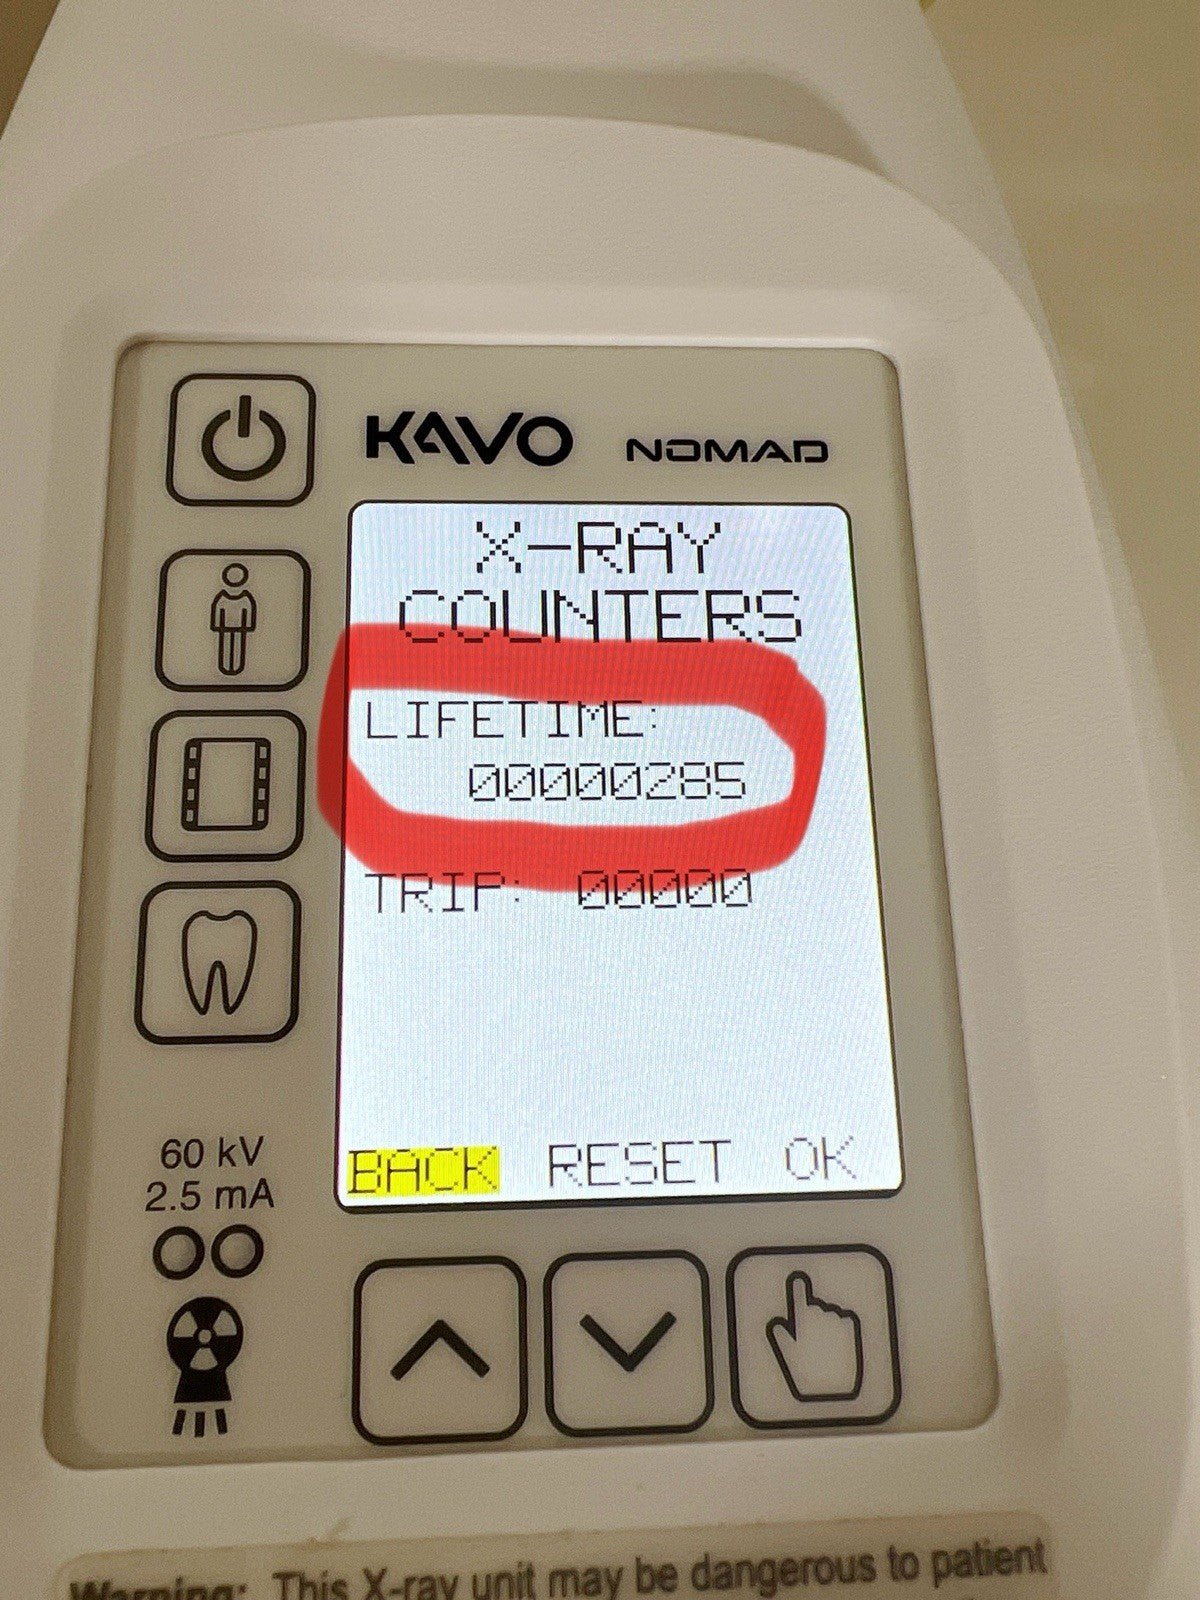 KAVO NOMAD
X-RAY
COUNTERS
LIFETIME:
00000285
TRIP: 00000
BACK RESET OK
60 kV
2.5 mA
Warning: This X-ray unit may be dangerous to patient